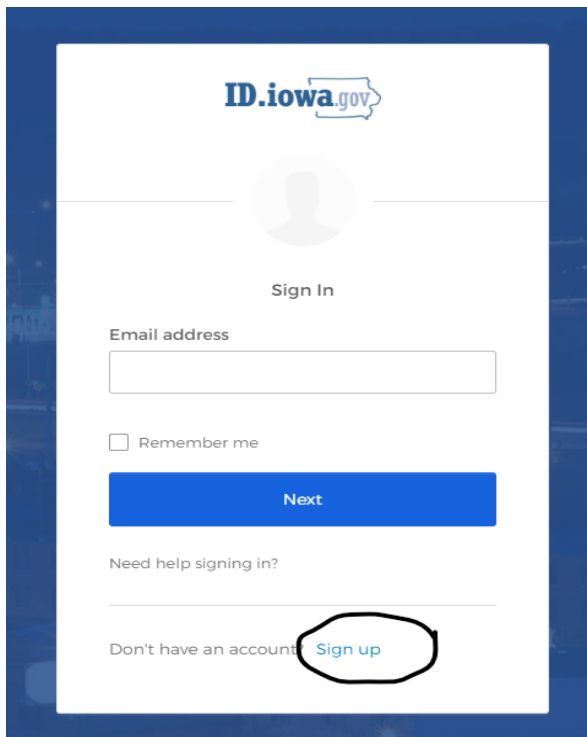 ID.iowa.gov
Sign In
Email address
Remember me
Next
Need help signing in?
Don't have an account? Sign up